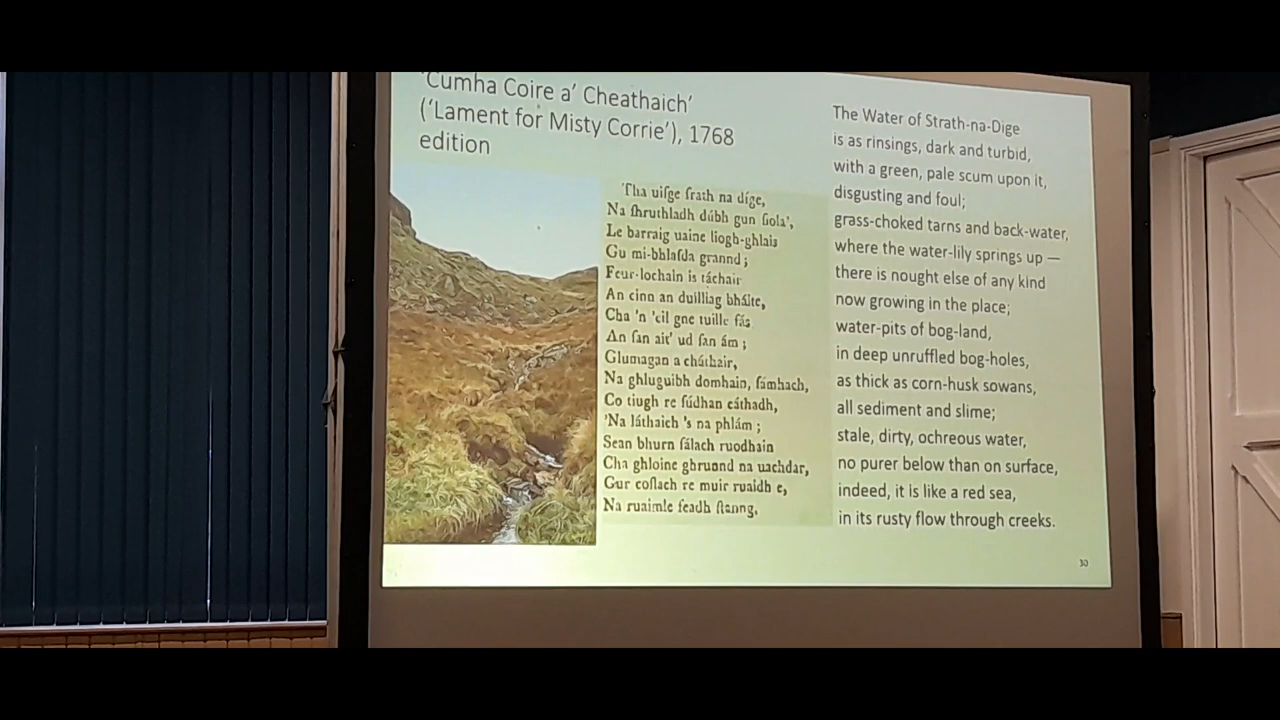 ‘Cumha Coire a’ Cheathaich’
(‘Lament for Misty Corrie’), 1768
edition
'Tha uiſge ſrath na díge,
Na ſhruthladh dúbh gun ſiola',
Le barraig uaine liogh-ghlais
Gu mi-bhlaſda grannd ;
Feur-lochain is táchair
An cinn an duilliag bháite,
Cha 'n 'eil gne tuille fás
An ſan ait' ud ſan ám ;
Glumagan a cháthair,
Na ghluguibh domhain, ſámhach,
Co tiugh re ſúdhan cáthadh,
'Na láthaich 's na phlám ;
Sean bhurn ſálach ruodhain
Cha ghloine ghruund na uachdar,
Gur coſlach re muir ruaidh e,
Na ruaimle feadh ſtanng.
The Water of Strath-na-Dige
is as rinsings, dark and turbid,
with a green, pale scum upon it,
disgusting and foul;
grass-choked tarns and back-water,
where the water-lily springs up —
there is nought else of any kind
now growing in the place;
water-pits of bog-land,
in deep unruffled bog-holes,
as thick as corn-husk sowans,
all sediment and slime;
stale, dirty, ochreous water,
no purer below than on surface,
indeed, it is like a red sea,
in its rusty flow through creeks.
30